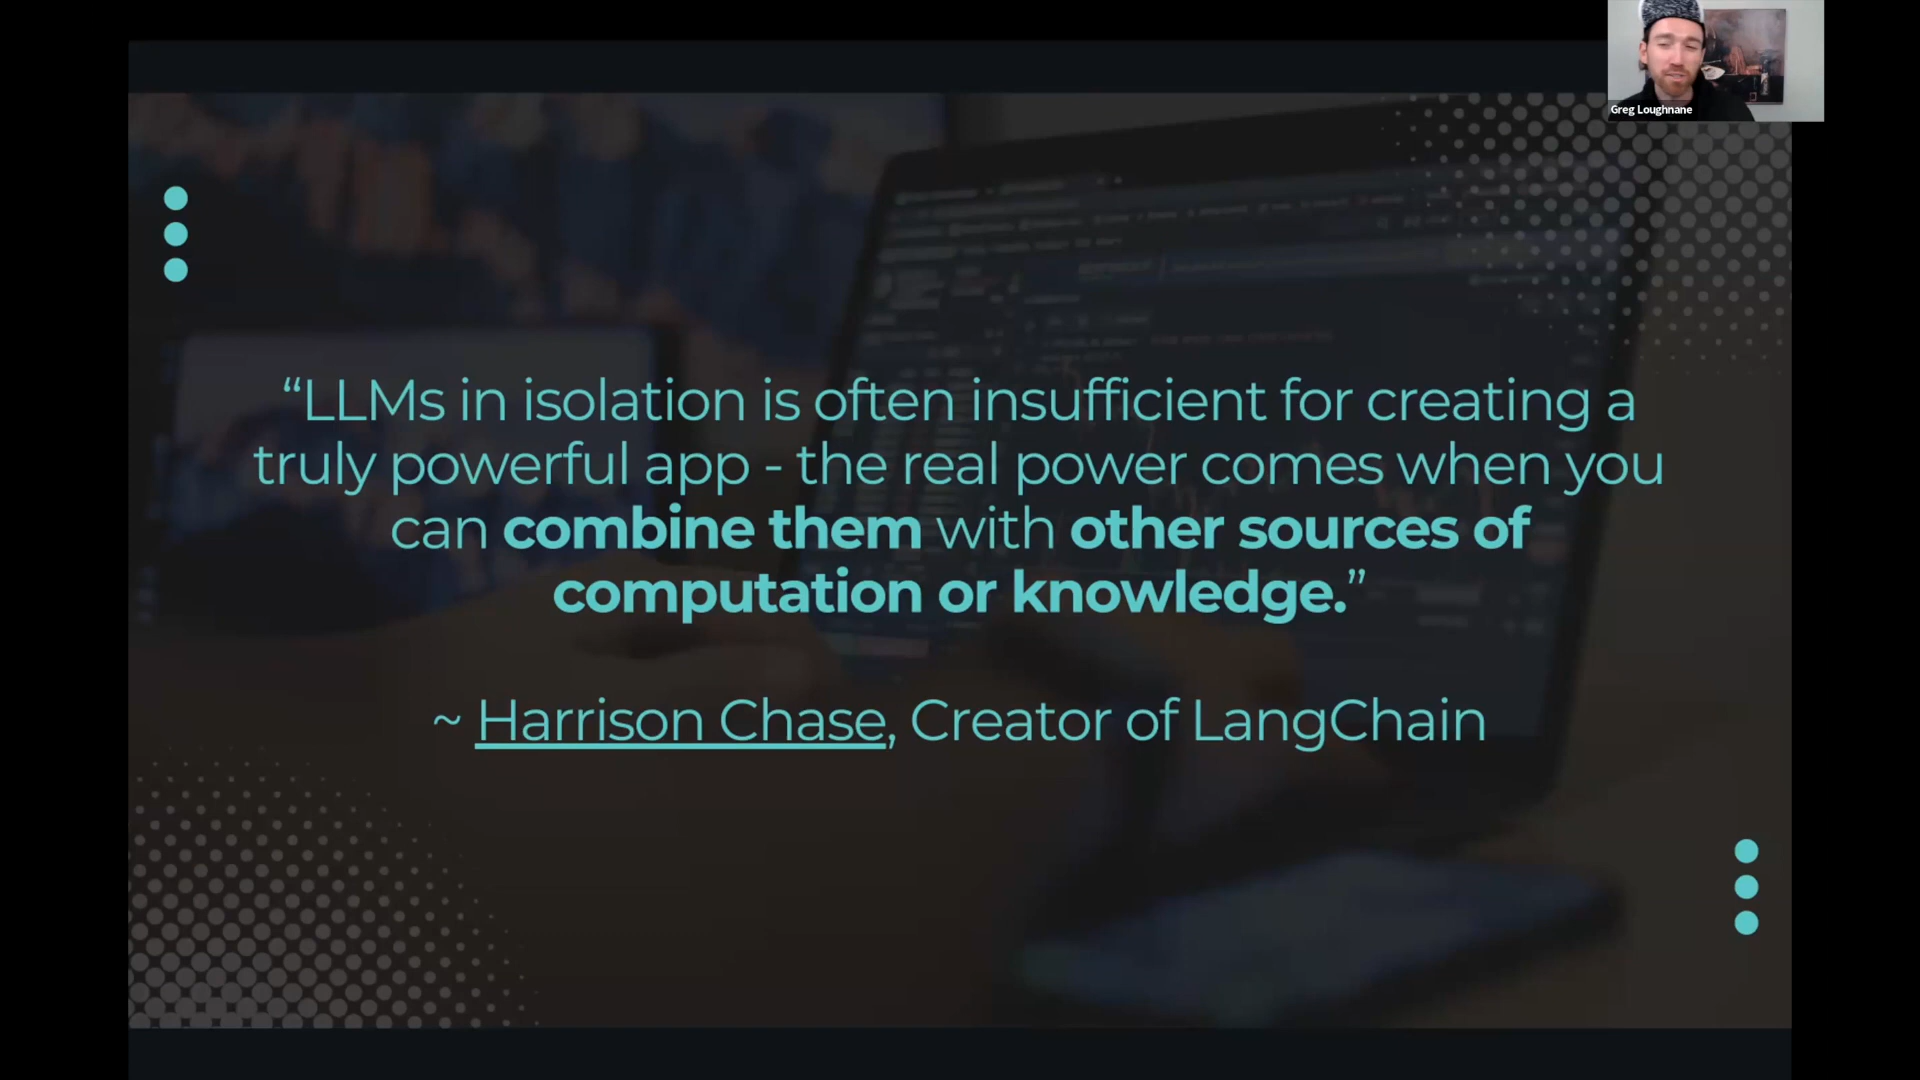 Greg Loughnane
“LLMs in isolation is often insufficient for creating a
truly powerful app - the real power comes when you
can combine them with other sources of
computation or knowledge.”
~ Harrison Chase, Creator of LangChain